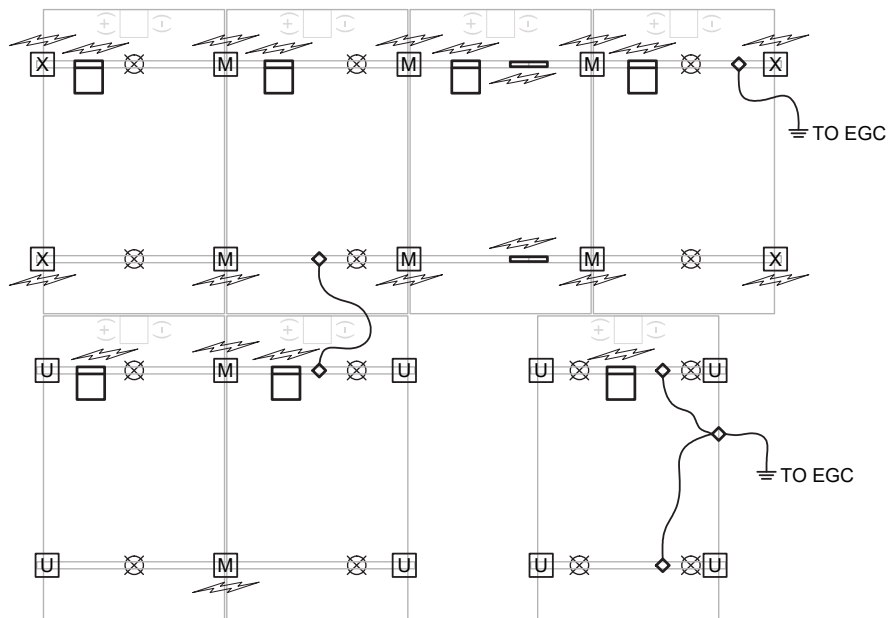 (+) (-) (+) (-) (+) (-) (+) (-)
X M M M X
TO EGC
X M M M X
(+) (-) (+) (-) (+) (-)
U M U U U
TO EGC
U M U U U